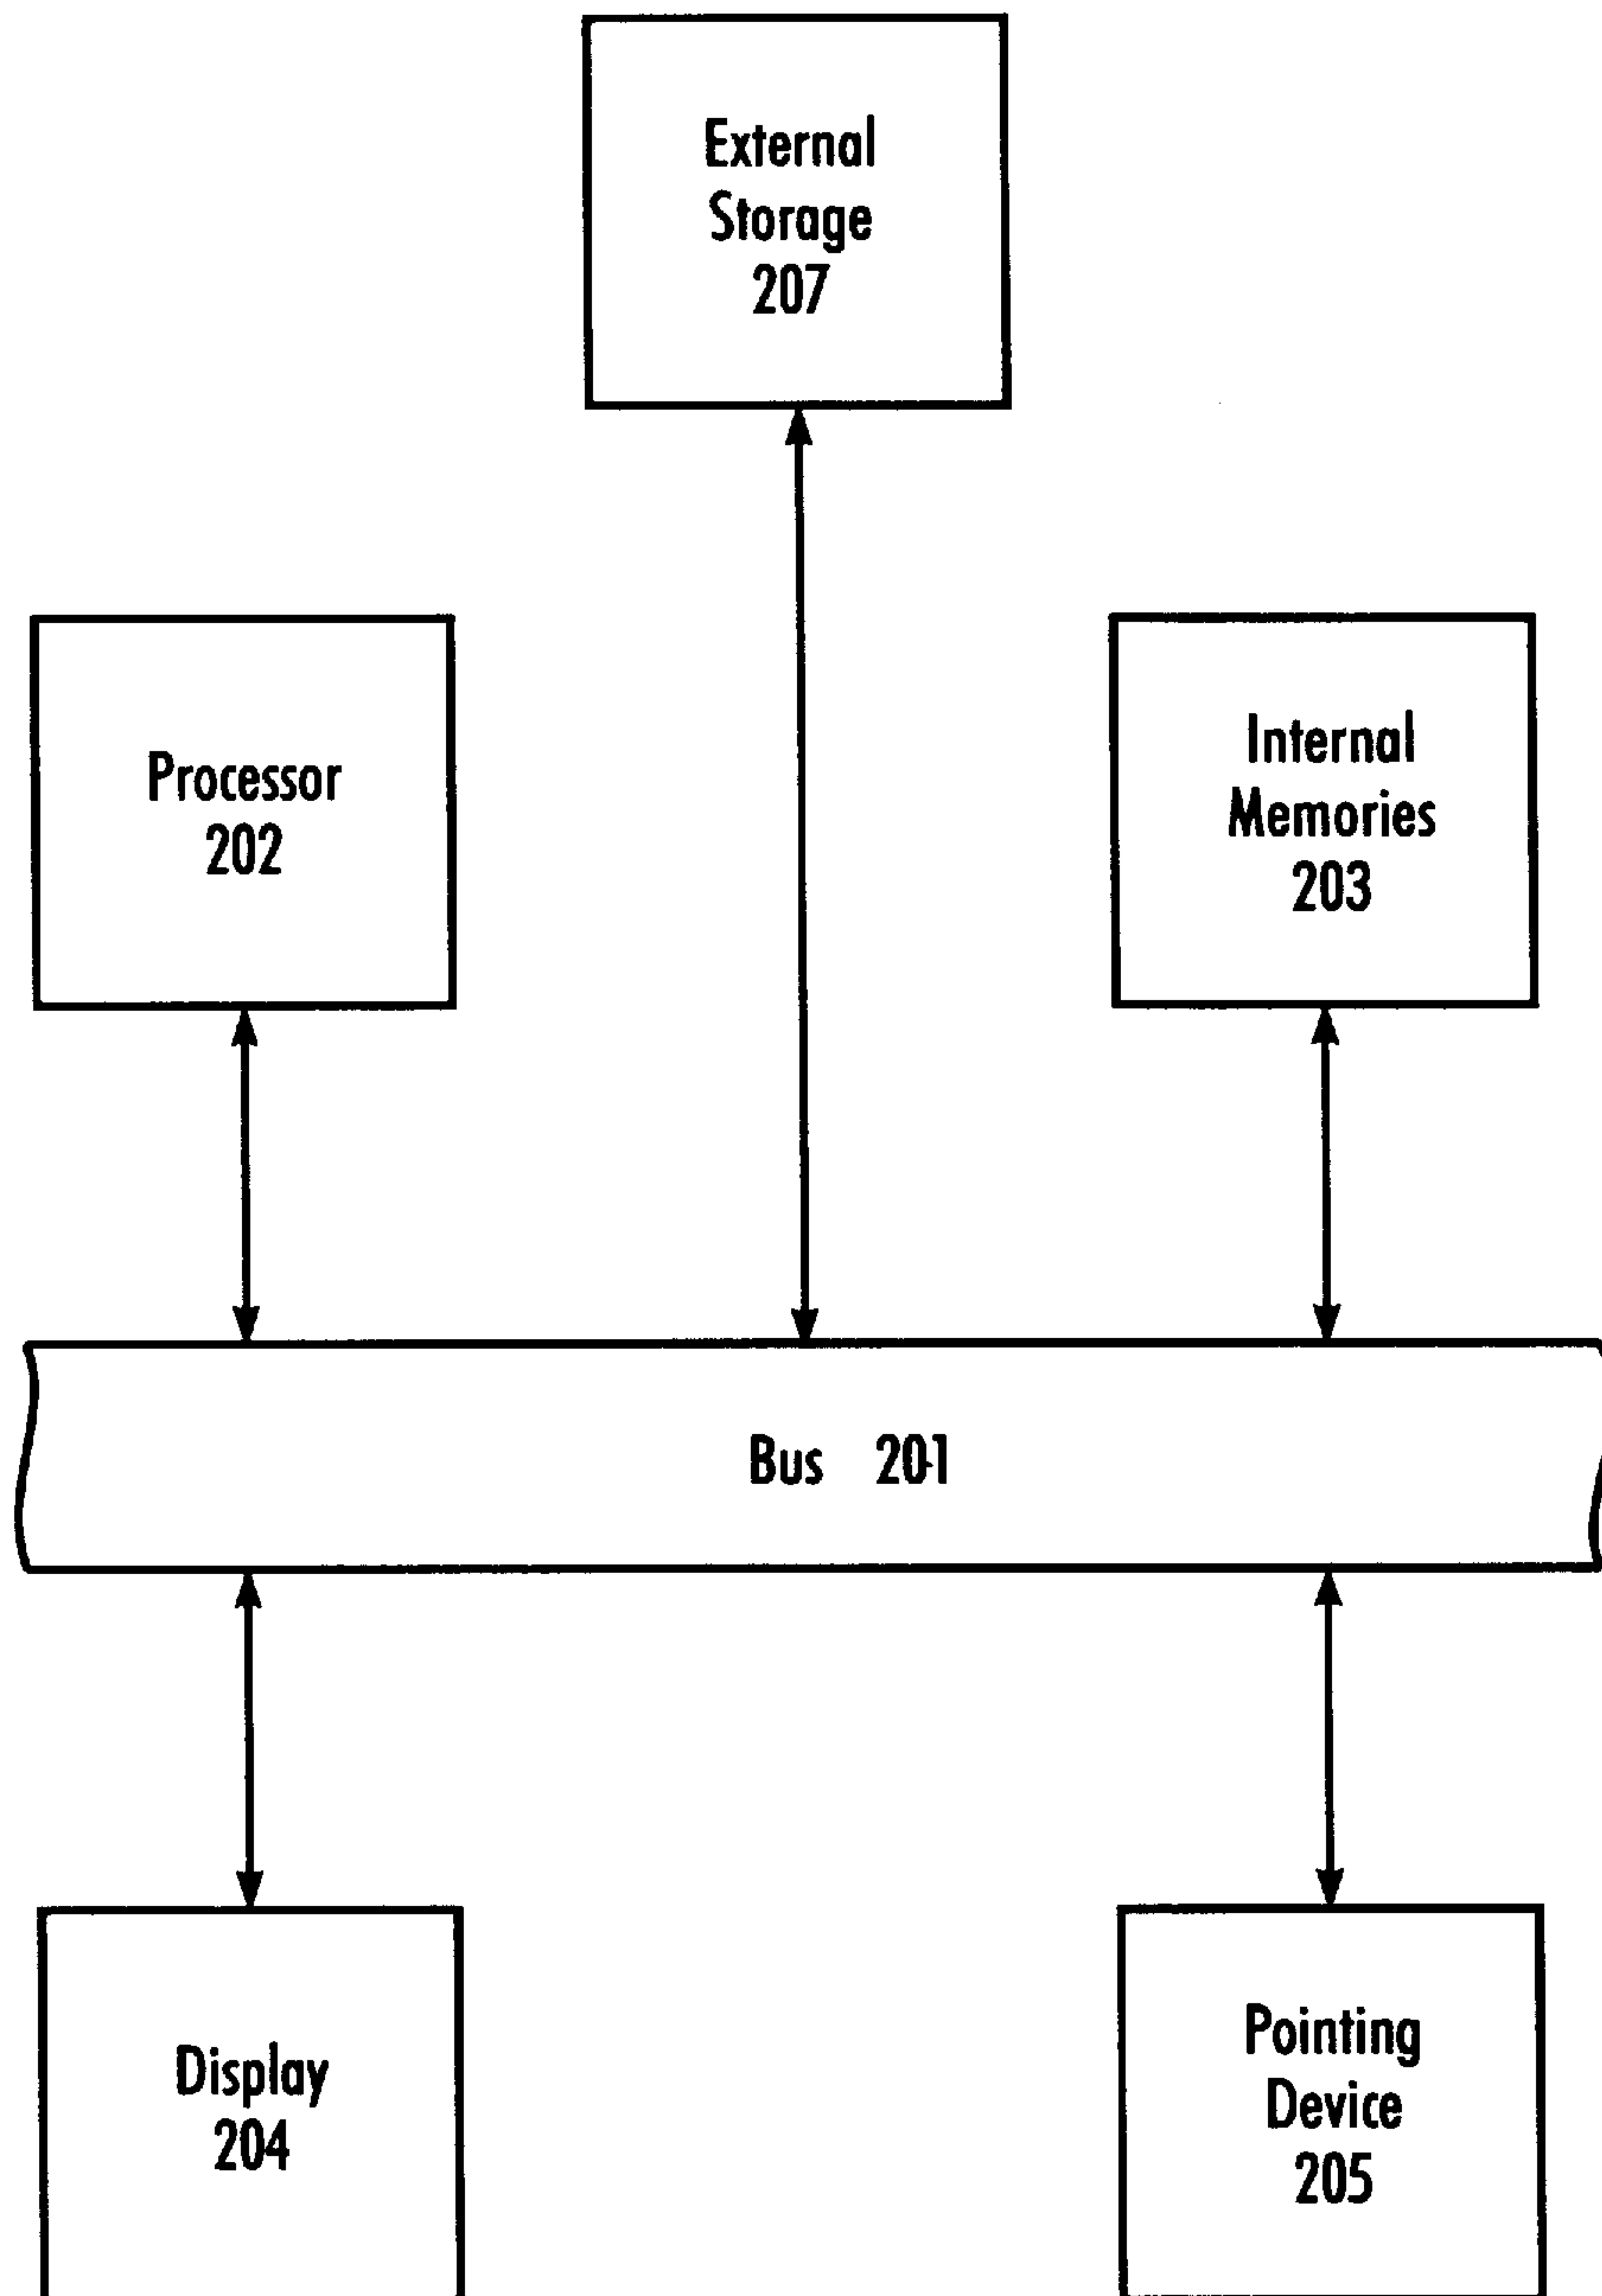 External
Storage
207
Processor
202
Internal
Memories
203
Bus 201
Display
204
Pointing
Device
205